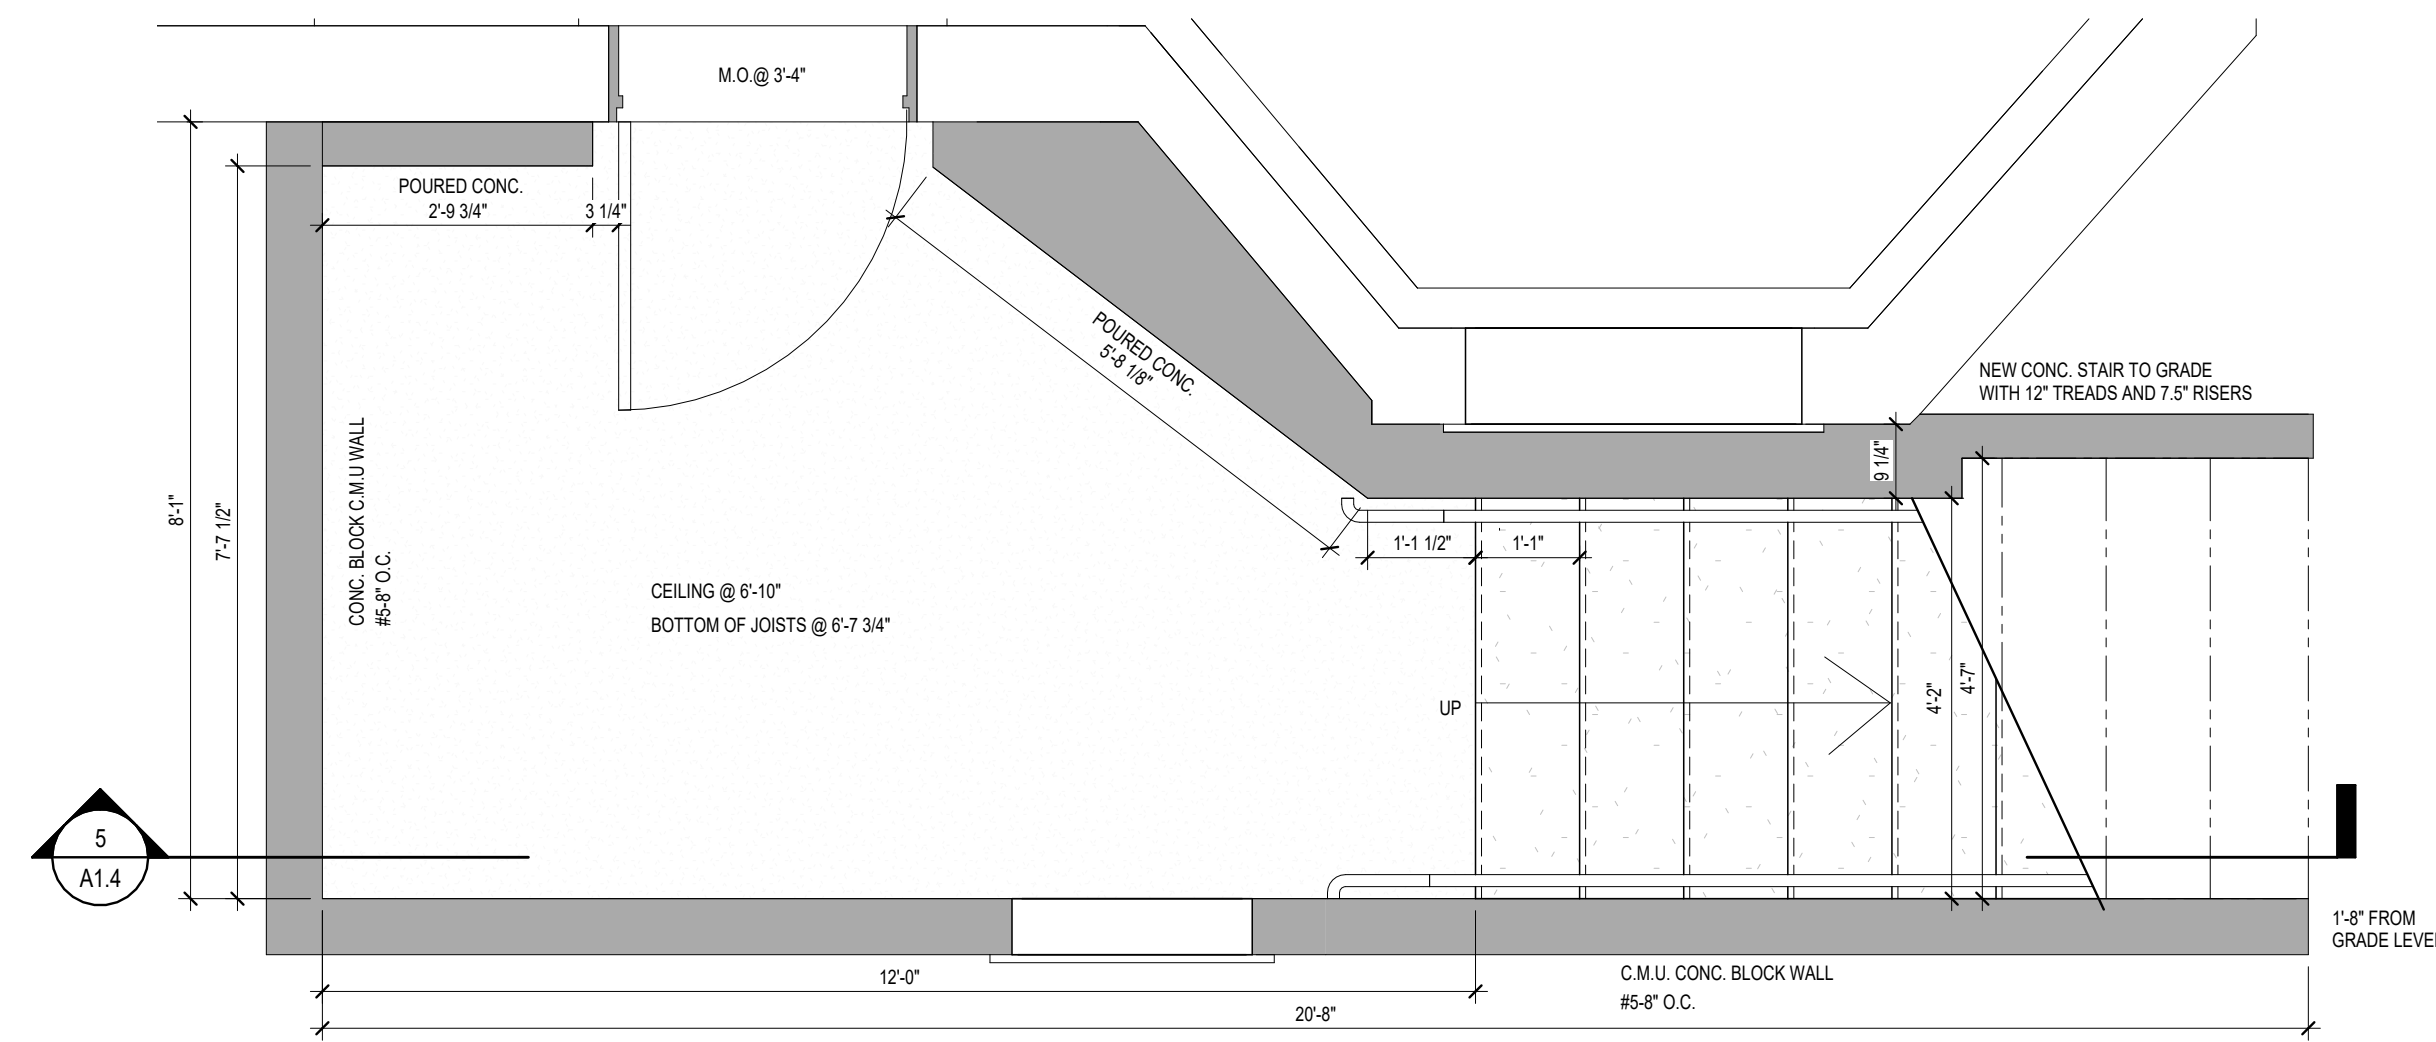 M.O.@ 3'-4"
POURED CONC.
2'-9 3/4"
3 1/4"
POURED CONC.
5'-8 1/8"
NEW CONC. STAIR TO GRADE
WITH 12" TREADS AND 7.5" RISERS
9 1/4"
8'-1"
7'-7 1/2"
CONC. BLOCK C.M.U WALL
#5-8" O.C.
1'-1 1/2"
1'-1"
CEILING @ 6'-10"
BOTTOM OF JOISTS @ 6'-7 3/4"
UP
4'-2"
4'-7"
5
A1.4
1'-8" FROM
GRADE LEVE
12'-0"
C.M.U. CONC. BLOCK WALL
#5-8" O.C.
20'-8"